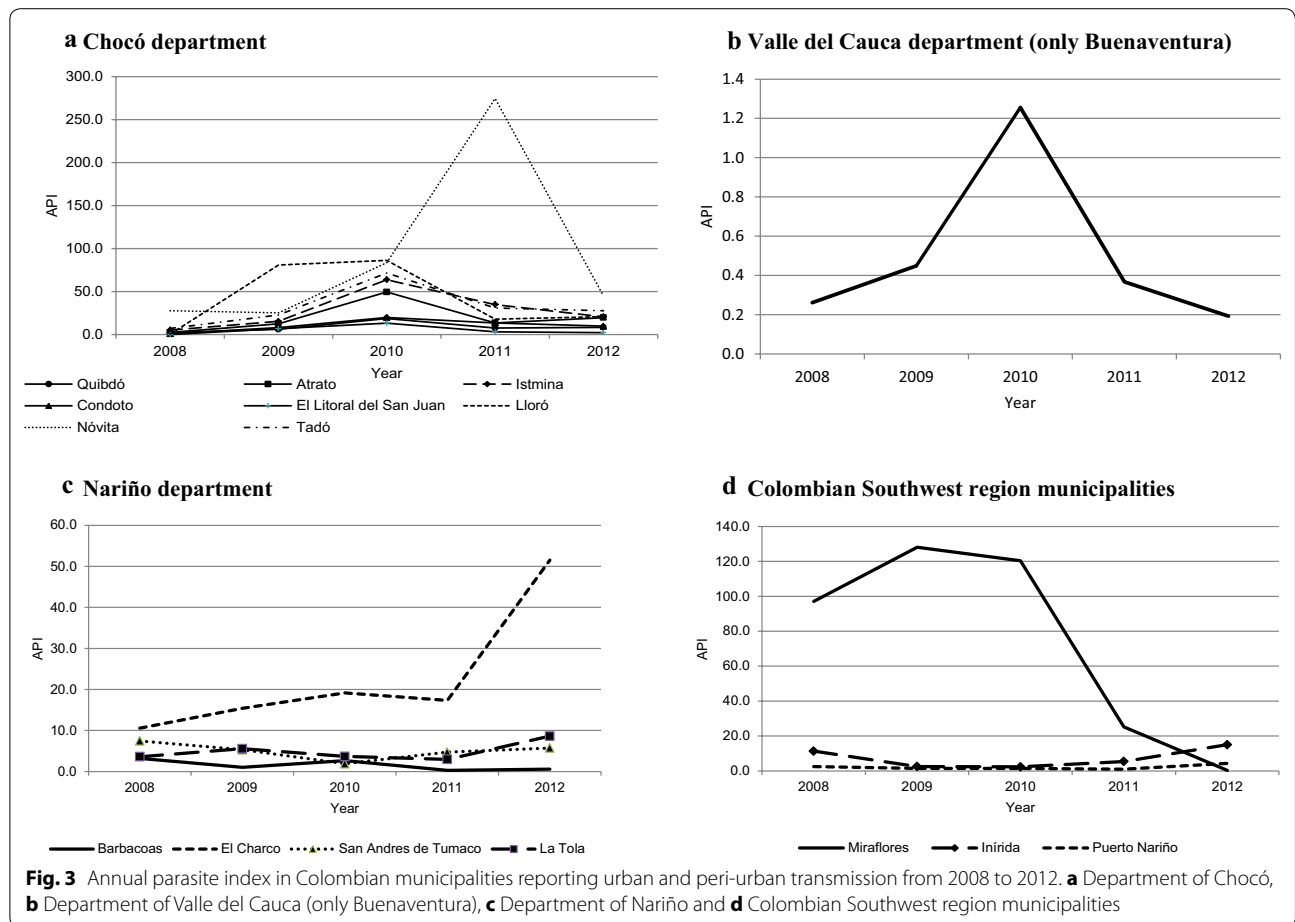 a Chocó department
300.0
250.0
200.0
150.0
100.0
50.0
0.0
API
2008 2009 2010 2011 2012
Year
Quibdó Atrato Istmina
Condoto El Litoral del San Juan Lloró
Nóvita Tadó
b Valle del Cauca department (only Buenaventura)
1.4
1.2
1.0
0.8
0.6
0.4
0.2
0.0
API
2008 2009 2010 2011 2012
Year
c Nariño department
60.0
50.0
40.0
30.0
20.0
10.0
0.0
API
2008 2009 2010 2011 2012
Year
Barbacoas El Charco San Andres de Tumaco La Tola
d Colombian Southwest region municipalities
140.0
120.0
100.0
80.0
60.0
40.0
20.0
0.0
API
2008 2009 2010 2011 2012
Year
Miraflores Inírida Puerto Nariño
Fig. 3 Annual parasite index in Colombian municipalities reporting urban and peri-urban transmission from 2008 to 2012. a Department of Chocó,
b Department of Valle del Cauca (only Buenaventura), c Department of Nariño and d Colombian Southwest region municipalities